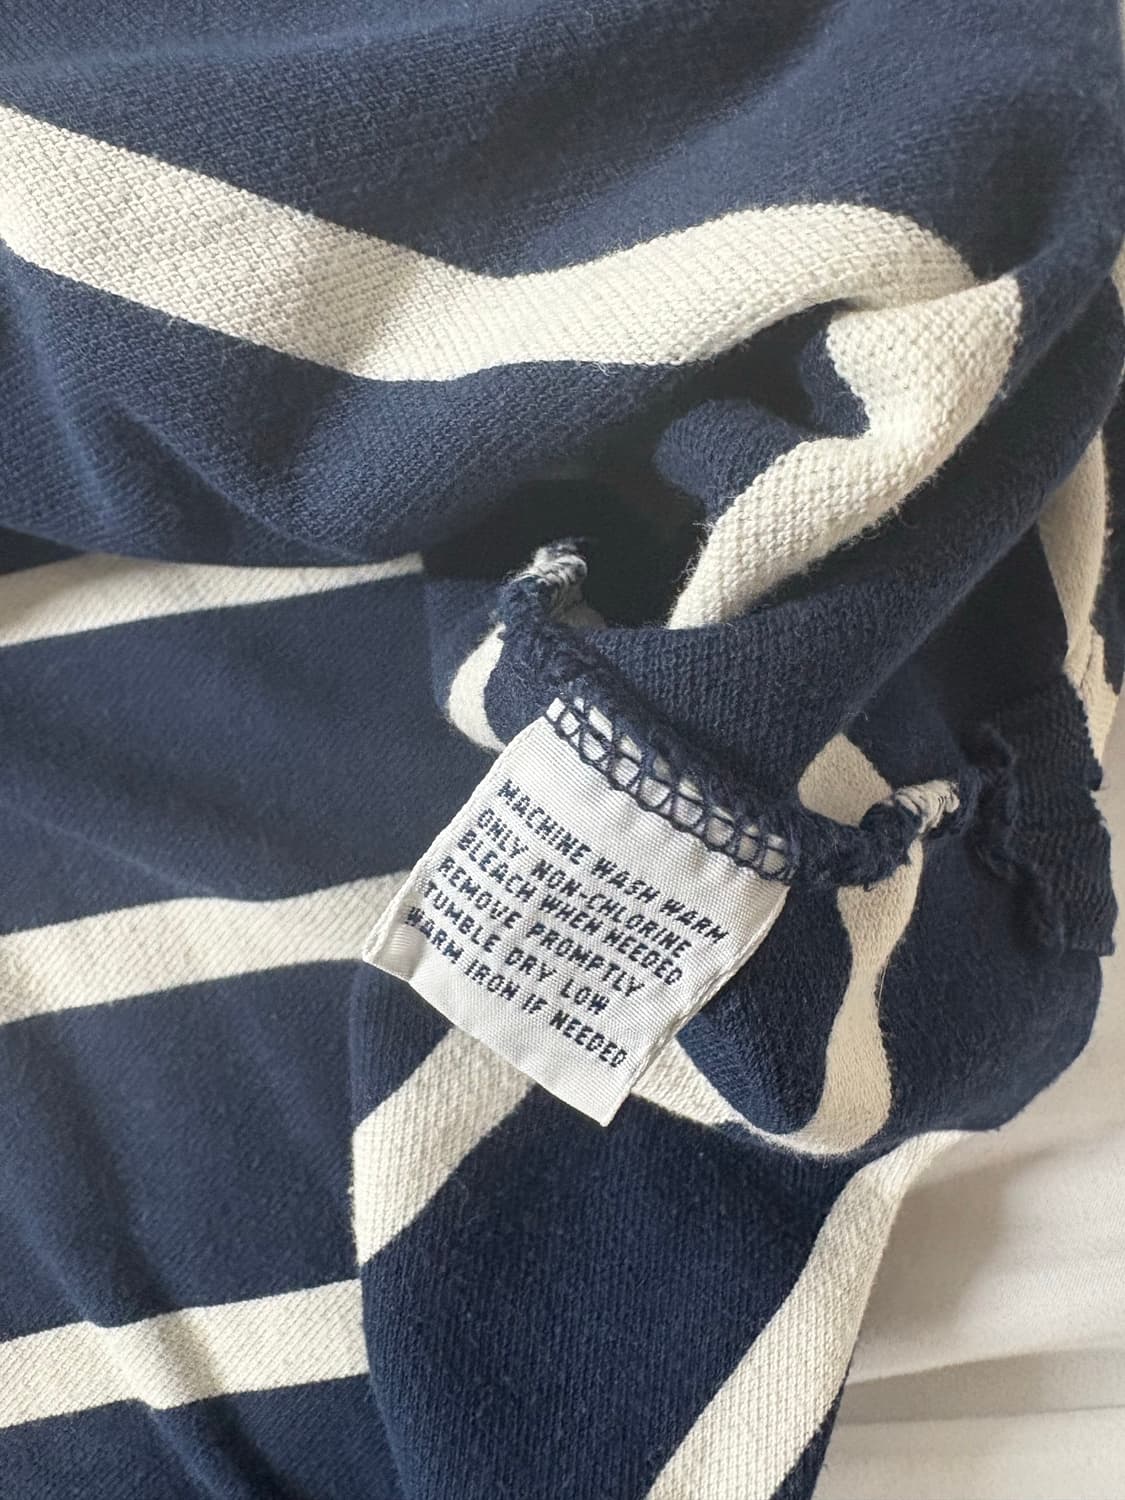 MACHINE WASH WARM
ONLY NON-CHLORINE
BLEACH WHEN NEEDED
REMOVE PROMPTLY
TUMBLE DRY LOW
WARM IRON IF NEEDED